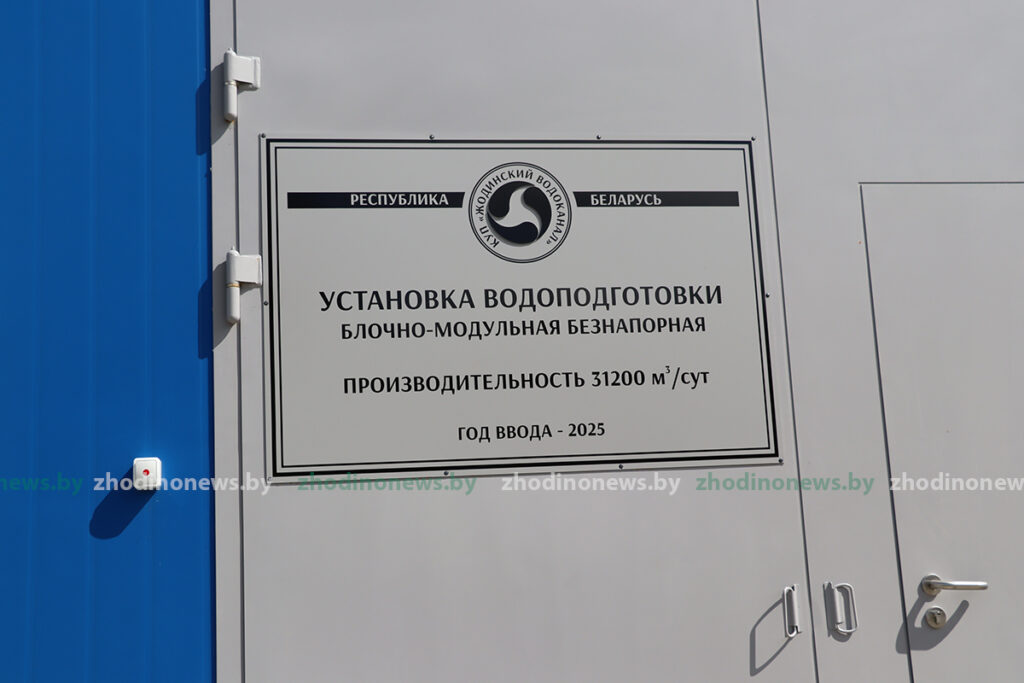 РЕСПУБЛИКА БЕЛАРУСЬ
КУП «ЖОДИНСКИЙ ВОДОКАНАЛ»
УСТАНОВКА ВОДОПОДГОТОВКИ
БЛОЧНО-МОДУЛЬНАЯ БЕЗНАПОРНАЯ
ПРОИЗВОДИТЕЛЬНОСТЬ 31200 м³/сут
ГОД ВВОДА - 2025
news.by zhodinonews.by zhodinonews.by zhodinonews.by zhodinonews.by zhodinonew